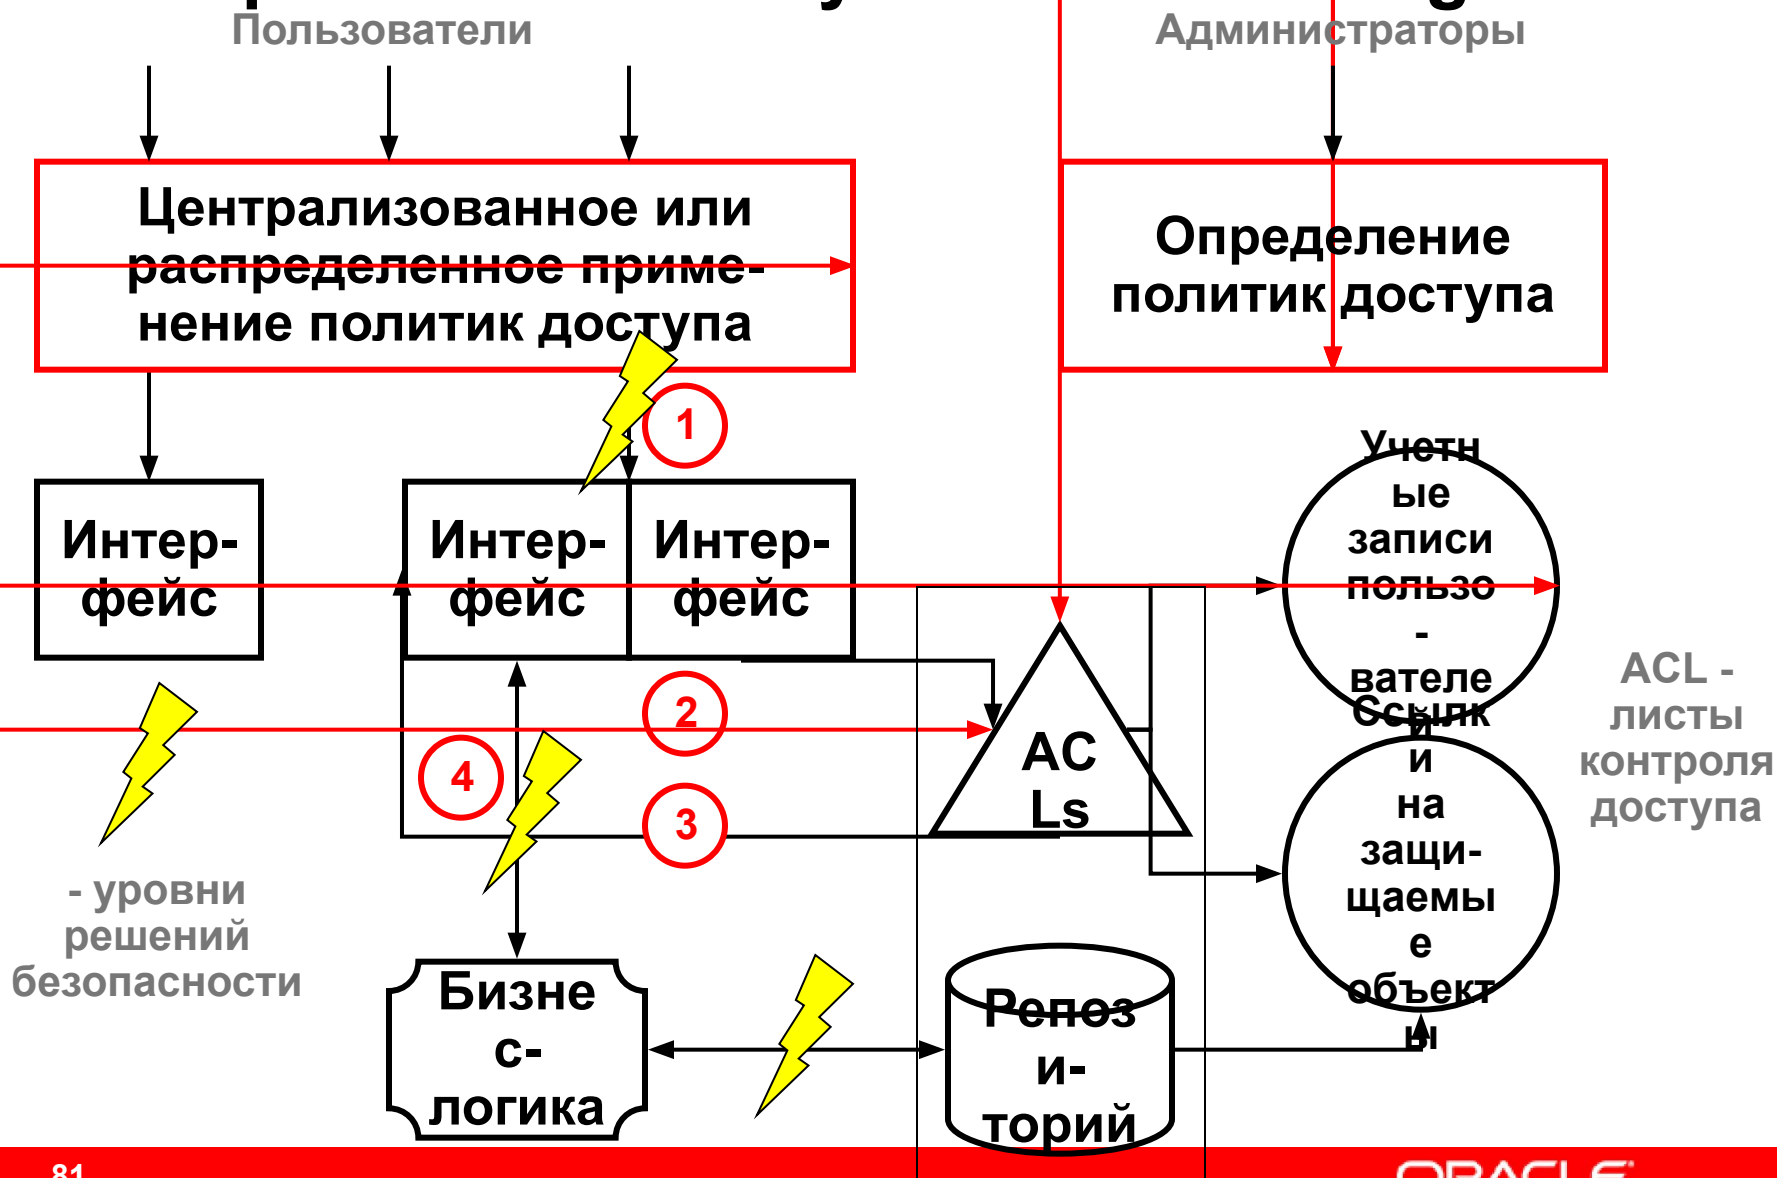 Пользователи
Администраторы
Централизованное или
распределенное приме-
нение политик доступа
Определение
политик доступа
1
Интер-
фейс
Интер-
фейс
Интер-
фейс
Учетн
ые
записи
пользо
-
вателе
й
2
4
3
AC
Ls
Ссылк
и
на
защи-
щаемы
е
объект
ы
ACL -
листы
контроля
доступа
- уровни
решений
безопасности
Бизне
с-
логика
Репоз
и-
торий
81
ORACLE